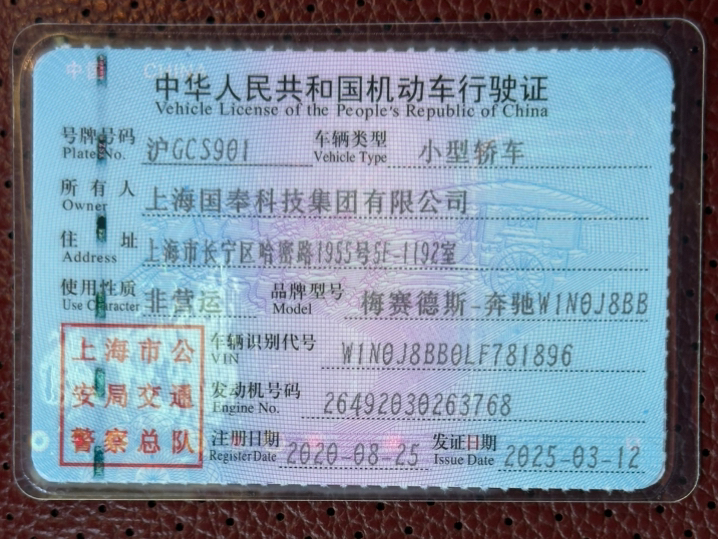 中国 CHINA
中华人民共和国机动车行驶证
Vehicle License of the People's Republic of China
号牌号码 沪GCS901 车辆类型 小型轿车
Plate No. Vehicle Type
所有人 上海国奉科技集团有限公司
Owner
住址 上海市长宁区哈密路1955号5F-1192室
Address
使用性质 非营运 品牌型号 梅赛德斯-奔驰W1N0J8BB
Use Character Model
车辆识别代号 W1N0J8BB0LF781896
VIN
发动机号码 26492030263768
Engine No.
注册日期 2020-08-25 发证日期 2025-03-12
Register Date Issue Date
上海市公
安局交通
警察总队